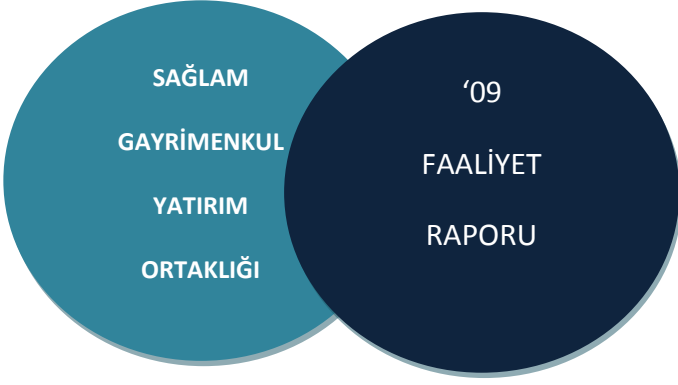 SAĞLAM
GAYRİMENKUL
YATIRIM
ORTAKLIĞI
‘09
FAALİYET
RAPORU